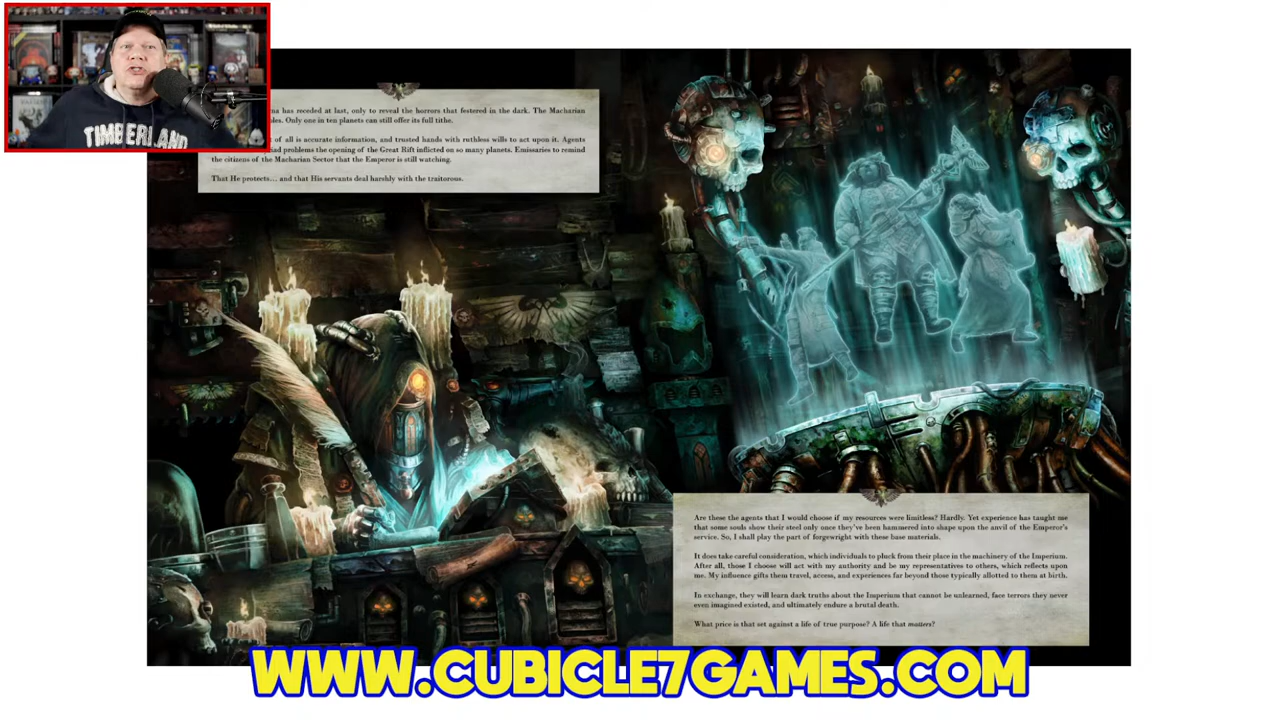 TIMBERLAND
has receded at last, only to reveal the horrors that festered in the dark. The Macharian
Only one in ten planets can still offer its full tithe.
of all is accurate information, and trusted hands with ruthless wills to act upon it. Agents
problems the opening of the Great Rift inflicted on so many planets. Emissaries to remind
the citizens of the Macharian Sector that the Emperor is still watching.
That He protects... and that His servants deal harshly with the traitorous.
Are these the agents that I would choose if my resources were limitless? Hardly. Yet experience has taught me
that some souls show their steel only once they've been hammered into shape upon the anvil of the Emperor's
service. So, I shall play the part of forgewright with these base materials.
It does take careful consideration, which individuals to pluck from their place in the machinery of the Imperium.
After all, those I choose will act with my authority and be my representatives to others, which reflects upon
me. My influence gifts them travel, access, and experiences far beyond those typically allotted to them at birth.
In exchange, they will learn dark truths about the Imperium that cannot be unlearned, face terrors they never
even imagined existed, and ultimately endure a brutal death.
What price is that set against a life of true purpose? A life that matters?
WWW.CUBICLE7GAMES.COM